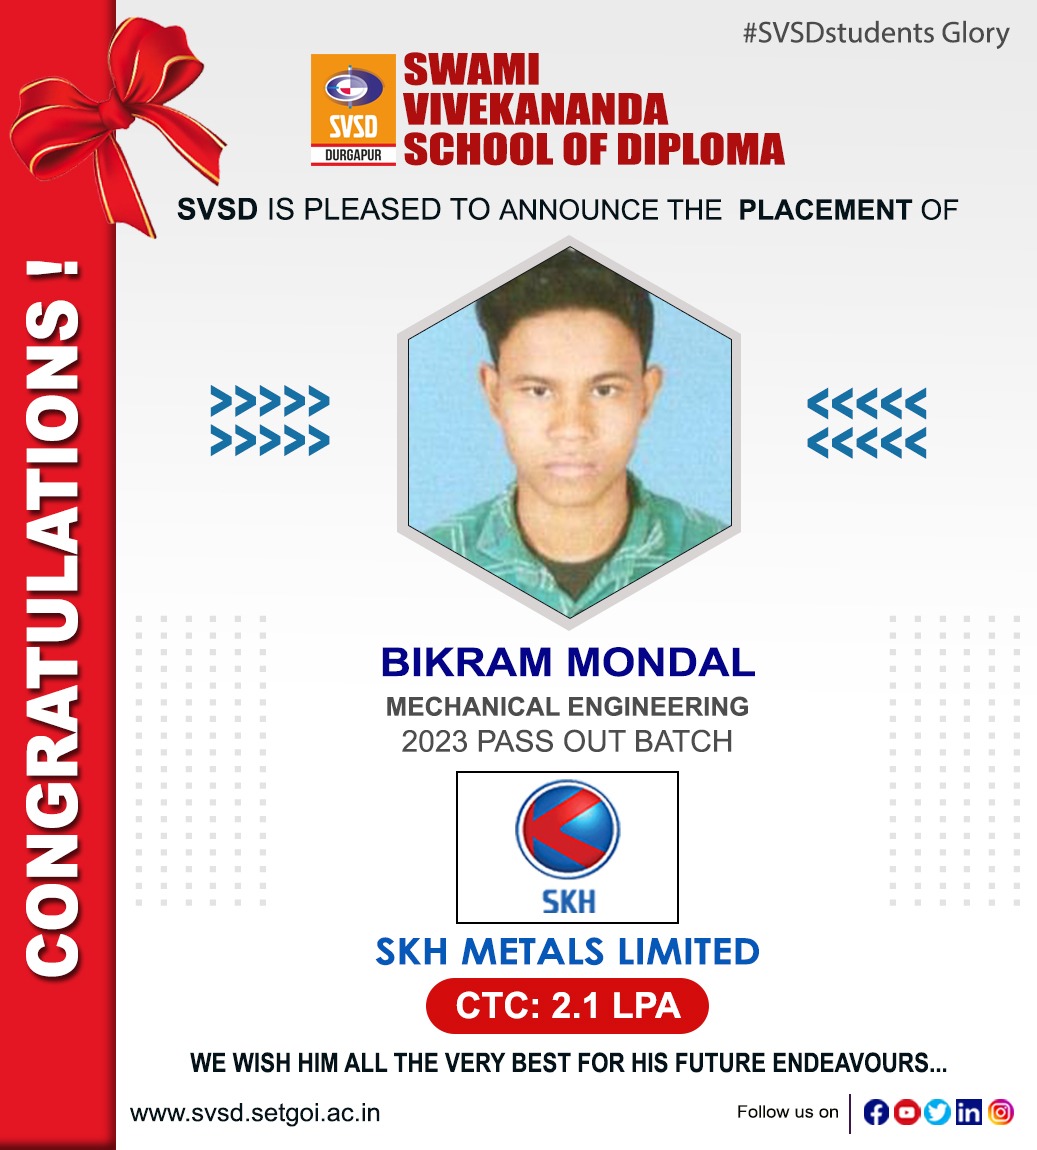 #SVSDstudents Glory
SVSD
DURGAPUR
SWAMI
VIVEKANANDA
SCHOOL OF DIPLOMA
SVSD IS PLEASED TO ANNOUNCE THE PLACEMENT OF
CONGRATULATIONS !
>>>>> <<<<<
>>>>> <<<<<
BIKRAM MONDAL
MECHANICAL ENGINEERING
2023 PASS OUT BATCH
SKH
SKH METALS LIMITED
CTC: 2.1 LPA
WE WISH HIM ALL THE VERY BEST FOR HIS FUTURE ENDEAVOURS...
www.svsd.setgoi.ac.in
Follow us on